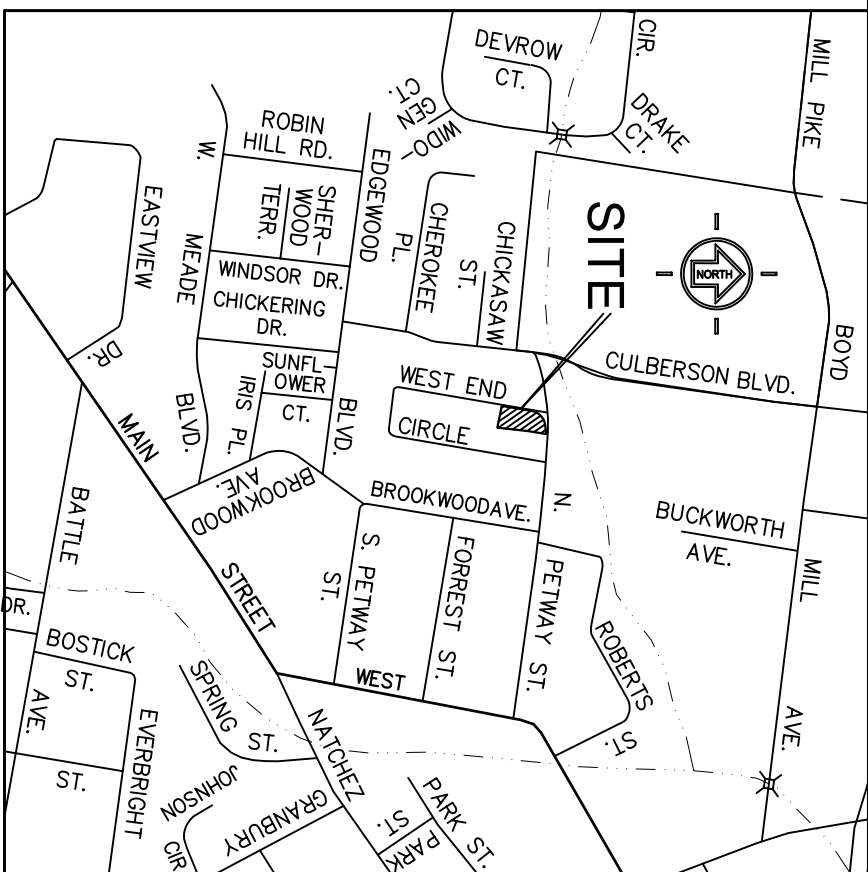 DEVROW
CT.
CIR.
MILL PIKE
DRAKE
CT.
WIDO-
GEN
CT.
ROBIN
HILL RD.
W.
MEADE
BLVD.
EDGEWOOD
PL.
CHEROKEE
CHICKASAW
ST.
SITE
NORTH
BOYD
EASTVIEW
DR.
SHER-
WOOD
TERR.
WINDSOR DR.
CHICKERING
DR.
SUNFL-
OWER
CT.
IRIS PL.
BLVD.
WEST END
CIRCLE
CULBERSON BLVD.
MAIN
STREET
BATTLE
AVE.
BROOKWOOD
AVE.
BROOKWOODAVE.
N.
PETWAY ST.
BUCKWORTH
AVE.
MILL
AVE.
S. PETWAY
ST.
FORREST ST.
ROBERTS
ST.
DR.
BOSTICK
ST.
EVERBRIGHT
ST.
SPRING
ST.
WEST
NATCHEZ
JOHNSON
CIR
GRANBURY
ST.
PARK
PARK ST.